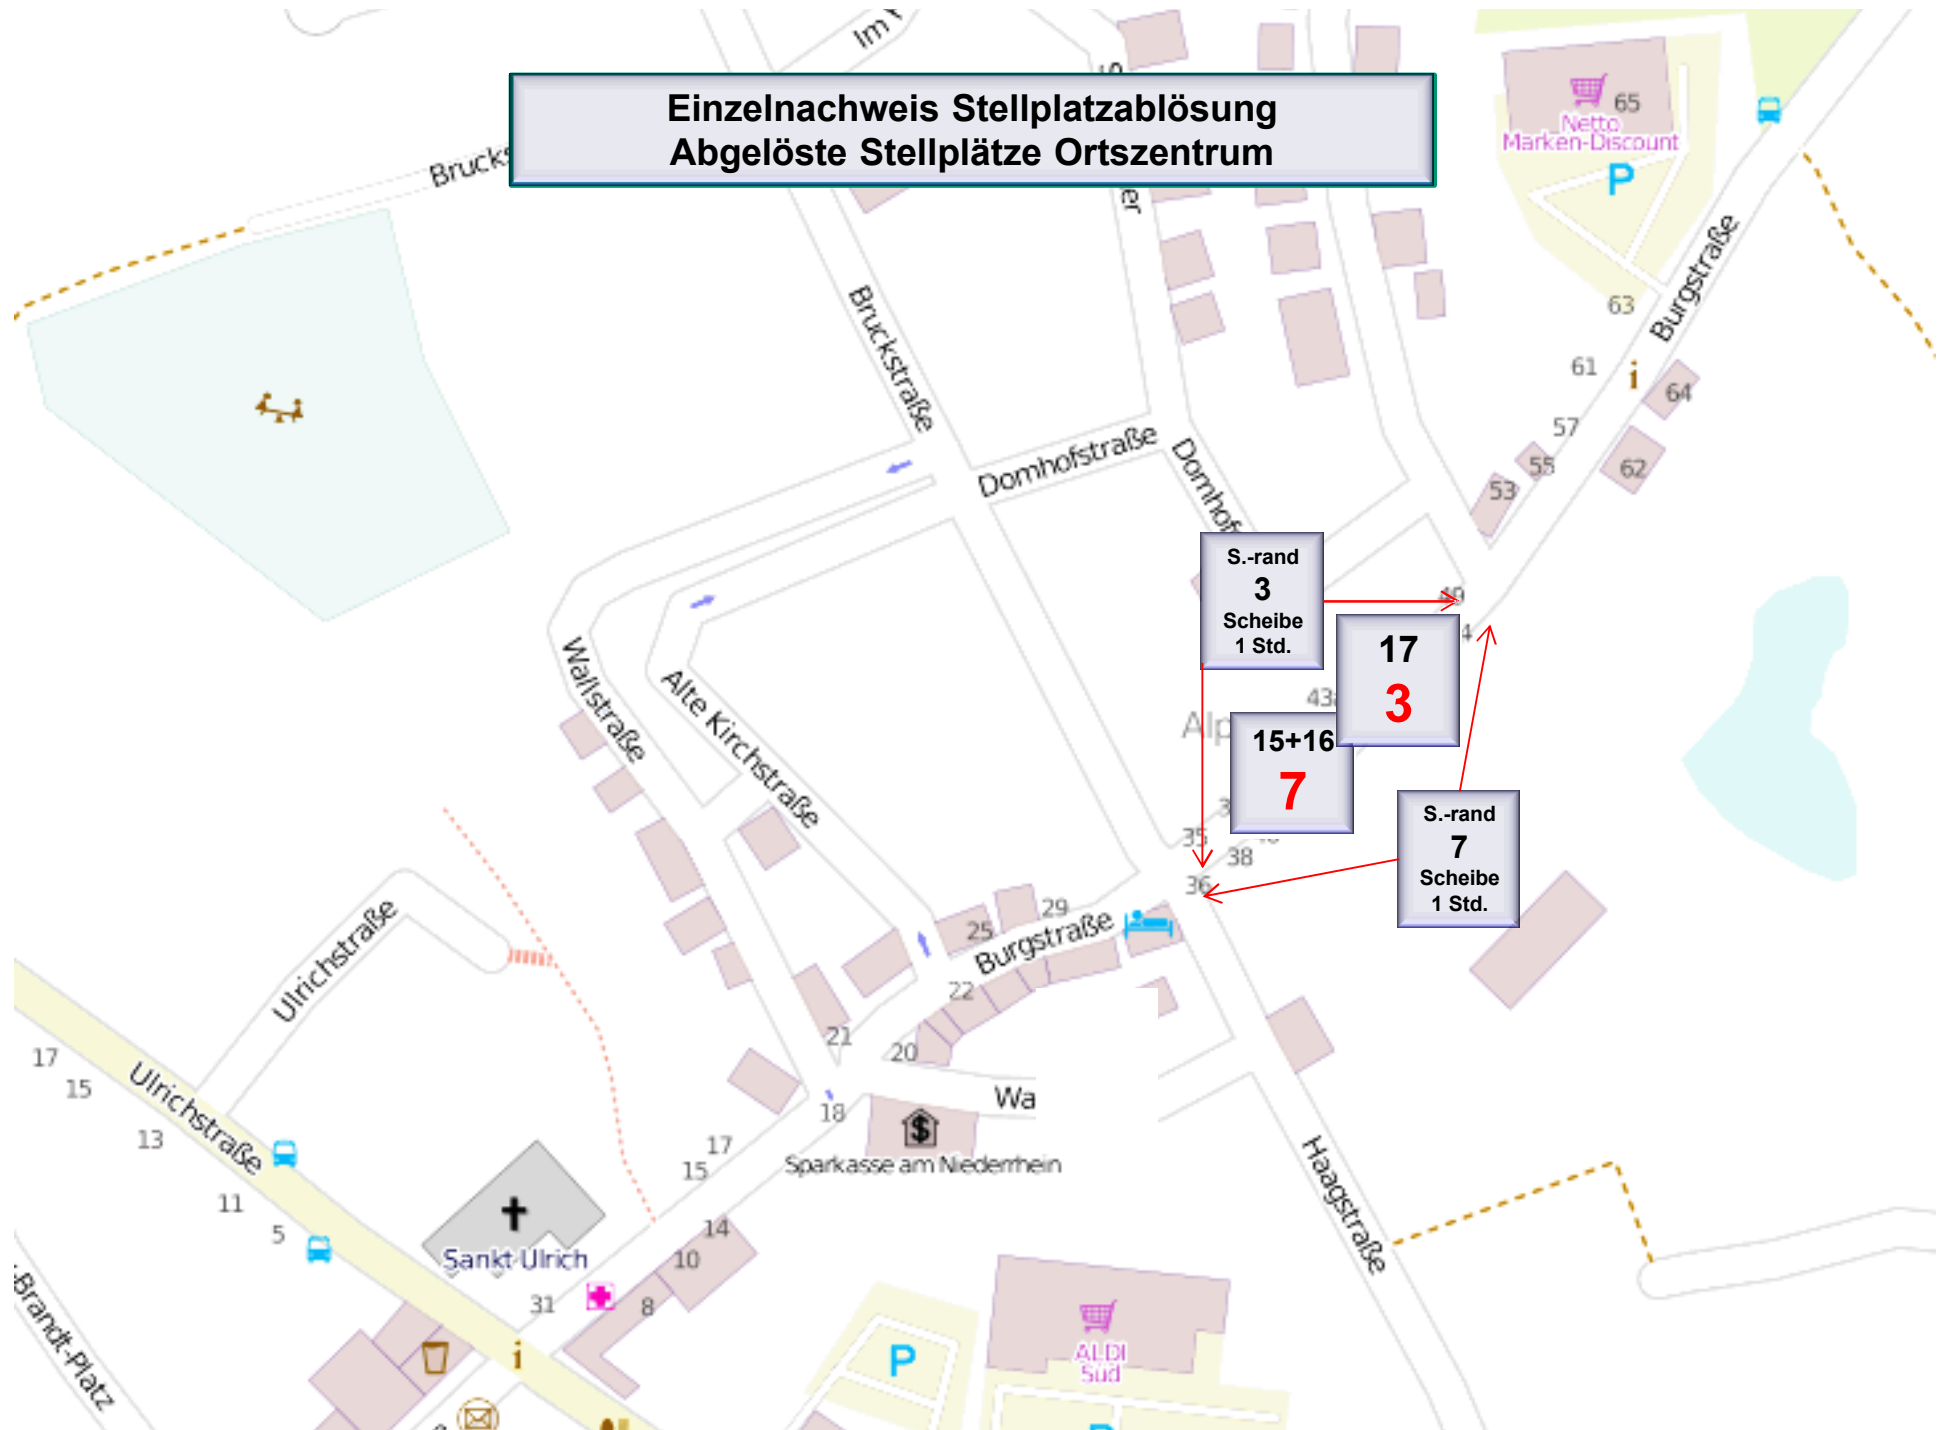 Einzelnachweis Stellplatzablösung
Abgelöste Stellplätze Ortszentrum
Im
65
Netto
Marken-Discount
P
Burgstraße
63
61
64
57
55
62
53
Bruckstraße
Domhofstraße
S.-rand
3
Scheibe
1 Std.
49
17
3
43a
15+16
7
S.-rand
7
Scheibe
1 Std.
35
38
36
Wallstraße
Alte Kirchstraße
29
25
Burgstraße
22
21
20
18
Wa
Sparkasse am Niederrhein
Ulrichstraße
17
15
13
11
5
Ulrichstraße
17
15
14
10
8
31
Sankt Ulrich
Haagstraße
P
ALDI
Süd
-Brandt-Platz